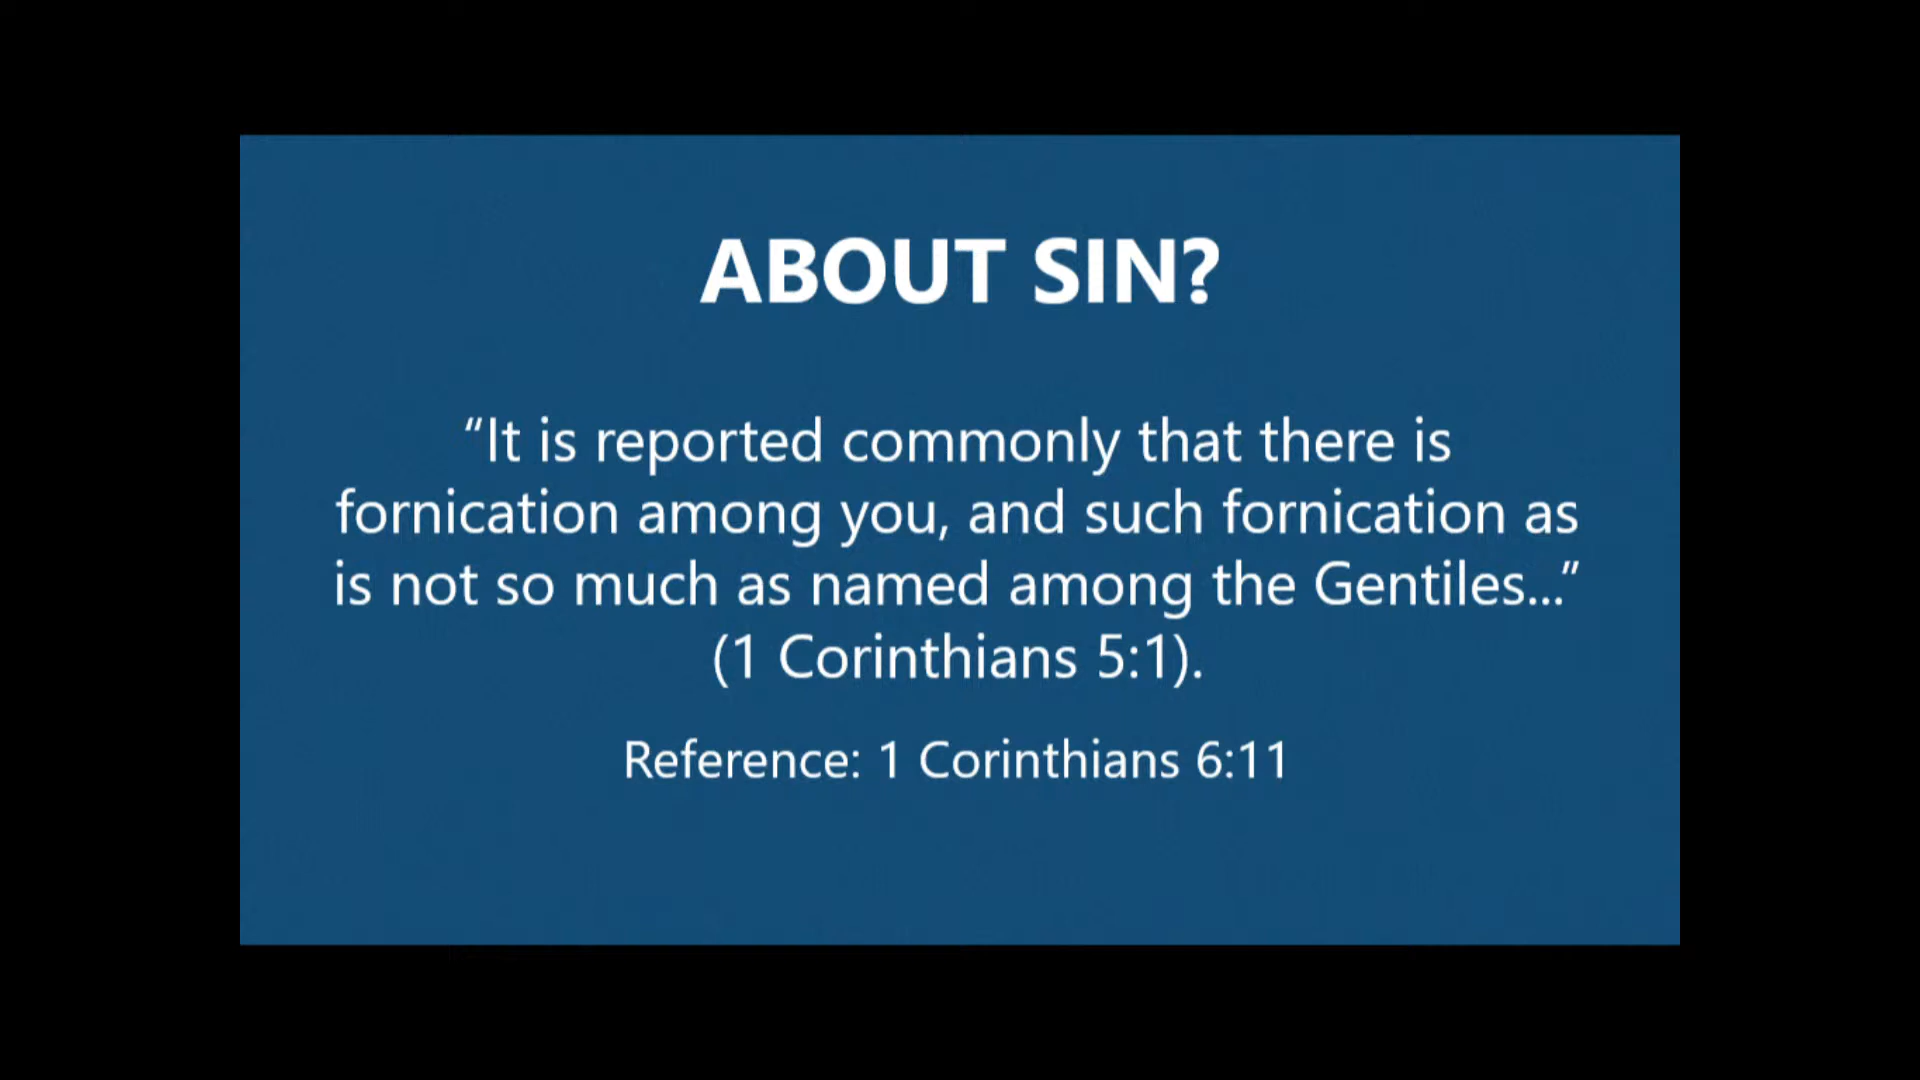 ABOUT SIN?
“It is reported commonly that there is
fornication among you, and such fornication as
is not so much as named among the Gentiles...”
(1 Corinthians 5:1).
Reference: 1 Corinthians 6:11